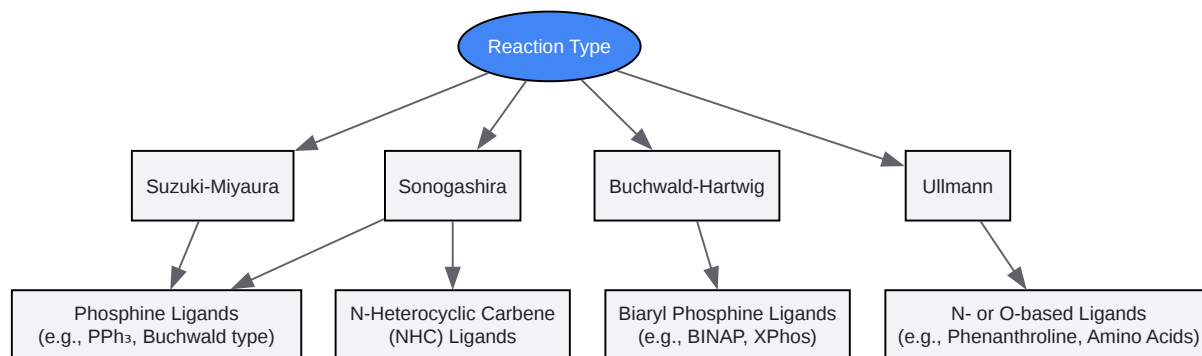 Reaction Type
Suzuki-Miyaura
Sonogashira
Buchwald-Hartwig
Ullmann
Phosphine Ligands
(e.g., PPh₃, Buchwald type)
N-Heterocyclic Carbene
(NHC) Ligands
Biaryl Phosphine Ligands
(e.g., BINAP, XPhos)
N- or O-based Ligands
(e.g., Phenanthroline, Amino Acids)